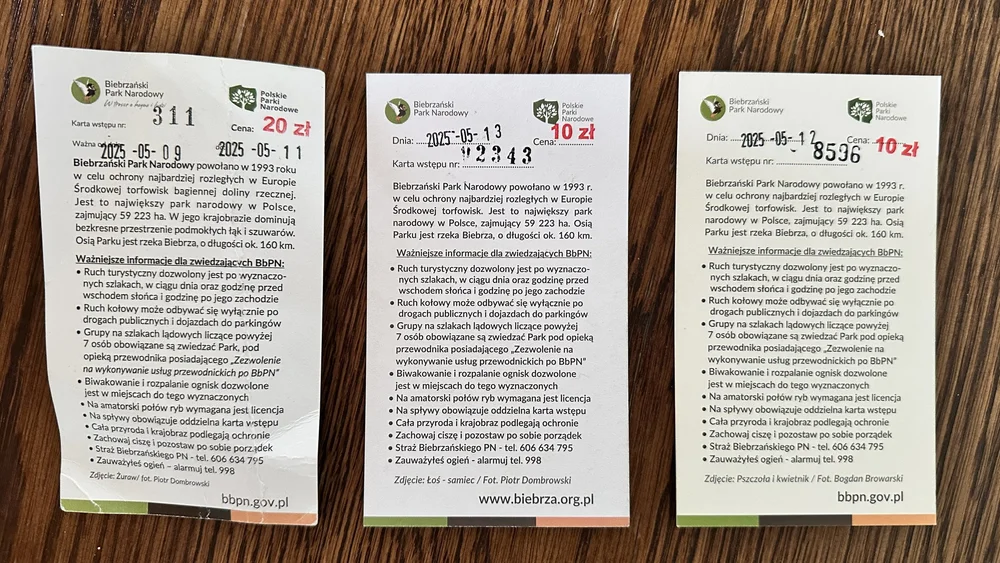 Biebrzański
Park Narodowy
Polskie
Parki
Narodowe
311
Karta wstępu nr:
Cena: 20 zł
Ważna o
2025 -05- 09
2025 -05- 11
Biebrzański Park Narodowy powołano w 1993 roku
w celu ochrony najbardziej rozległych w Europie
Środkowej torfowisk bagiennej doliny rzecznej.
Jest to największy park narodowy w Polsce,
zajmujący 59 223 ha. W jego krajobrazie dominują
bezkresne przestrzenie podmokłych łąk i szuwarów.
Osią Parku jest rzeka Biebrza, o długości ok. 160 km.
Ważniejsze informacje dla zwiedzających BbPN:
• Ruch turystyczny dozwolony jest po wyznaczo-
nych szlakach, w ciągu dnia oraz godzinę przed
wschodem słońca i godzinę po jego zachodzie
• Ruch kołowy może odbywać się wyłącznie po
drogach publicznych i dojazdach do parkingów
• Grupy na szlakach lądowych liczące powyżej
7 osób obowiązane są zwiedzać Park, pod
opieką przewodnika posiadającego „Zezwolenie
na wykonywanie usług przewodnickich po BbPN"
• Biwakowanie i rozpalanie ognisk dozwolone
jest w miejscach do tego wyznaczonych
• Na amatorski połów ryb wymagana jest licencja
• Na spływy obowiązuje oddzielna karta wstępu
• Cała przyroda i krajobraz podlegają ochronie
• Zachowaj ciszę i pozostaw po sobie porządek
• Straż Biebrzańskiego PN - tel. 606 634 795
• Zauważyłeś ogień – alarmuj tel. 998
Zdjęcie: Żuraw/ fot. Piotr Dombrowski
bbpn.gov.pl
Biebrzański
Park Narodowy
Polskie
Parki
Narodowe
Dnia: 2025 -05- 13
Cena: 10 zł
Karta wstępu nr: 02343
Biebrzański Park Narodowy powołano w 1993 r.
w celu ochrony najbardziej rozległych w Europie
Środkowej torfowisk. Jest to największy park
narodowy w Polsce, zajmujący 59 223 ha. Osią
Parku jest rzeka Biebrza, o długości ok. 160 km.
Ważniejsze informacje dla zwiedzających BbPN:
• Ruch turystyczny dozwolony jest po wyznaczo-
nych szlakach, w ciągu dnia oraz godzinę przed
wschodem słońca i godzinę po jego zachodzie
• Ruch kołowy może odbywać się wyłącznie po
drogach publicznych i dojazdach do parkingów
• Grupy na szlakach lądowych liczące powyżej
7 osób obowiązane są zwiedzać Park pod opieką
przewodnika posiadającego „Zezwolenie na
wykonywanie usług przewodnickich po BbPN"
• Biwakowanie i rozpalanie ognisk dozwolone
jest w miejscach do tego wyznaczonych
• Na amatorski połów ryb wymagana jest licencja
• Na spływy obowiązuje oddzielna karta wstępu
• Cała przyroda i krajobraz podlegają ochronie
• Zachowaj ciszę i pozostaw po sobie porządek
• Straż Biebrzańskiego PN - tel. 606 634 795
• Zauważyłeś ogień - alarmuj tel. 998
Zdjęcie: Łoś - samiec / Fot. Piotr Dombrowski
www.biebrza.org.pl
Biebrzański
Park Narodowy
Polskie
Parki
Narodowe
Dnia: 2025 -05- 12
Cena: 10 zł
Karta wstępu nr: 8596
Biebrzański Park Narodowy powołano w 1993 r.
w celu ochrony najbardziej rozległych w Europie
Środkowej torfowisk. Jest to największy park
narodowy w Polsce, zajmujący 59 223 ha. Osią
Parku jest rzeka Biebrza, o długości ok. 160 km.
Ważniejsze informacje dla zwiedzających BbPN:
• Ruch turystyczny dozwolony jest po wyznaczo-
nych szlakach, w ciągu dnia oraz godzinę przed
wschodem słońca i godzinę po jego zachodzie
• Ruch kołowy może odbywać się wyłącznie po
drogach publicznych i dojazdach do parkingów
• Grupy na szlakach lądowych liczące powyżej
7 osób obowiązane są zwiedzać Park pod opieką
przewodnika posiadającego „Zezwolenie na
wykonywanie usług przewodnickich po BbPN"
• Biwakowanie i rozpalanie ognisk dozwolone
jest w miejscach do tego wyznaczonych
• Na amatorski połów ryb wymagana jest licencja
• Na spływy obowiązuje oddzielna karta wstępu
• Cała przyroda i krajobraz podlegają ochronie
• Zachowaj ciszę i pozostaw po sobie porządek
• Straż Biebrzańskiego PN - tel. 606 634 795
• Zauważyłeś ogień - alarmuj tel. 998
Zdjęcie: Pszczoła i kwietnik / Fot. Bogdan Browarski
bbpn.gov.pl